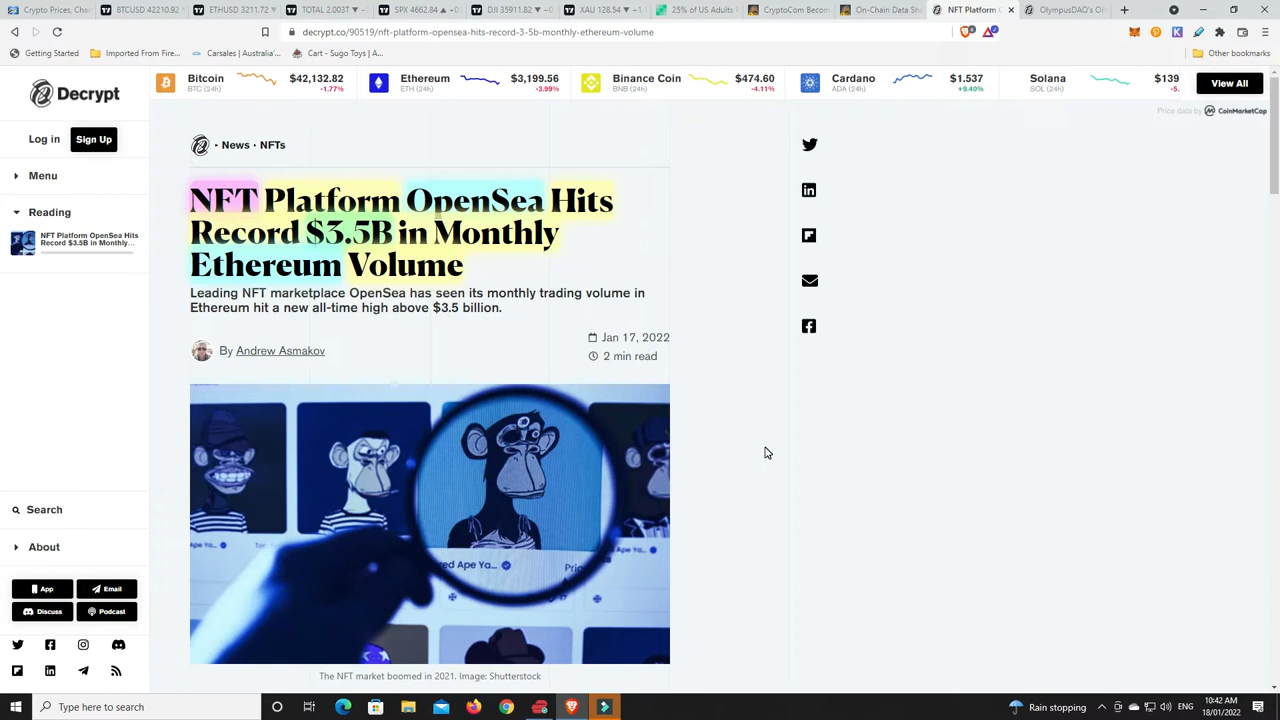 Crypto Prices, Char
BTCUSD 42210.92
ETHUSD 3211.72
TOTAL 2.003T
SPX 4662.84
DJI 35911.82
XAU 128.54
25% of US Adults
CryptoCom Becom
On-Chain Data Sh
NFT Platform
OlympusDAO's
decrypt.co/90519/nft-platform-opensea-hits-record-3-5b-monthly-ethereum-volume
Getting Started
Imported From Fire...
Carsales | Australia'...
Cart - Sugo Toys | A...
Other bookmarks
Decrypt
Bitcoin
BTC (24h)
$42,132.82
-1.77%
Ethereum
ETH (24h)
$3,199.56
-3.99%
Binance Coin
BNB (24h)
$474.60
-4.11%
Cardano
ADA (24h)
$1.537
+9.40%
Solana
SOL (24h)
$139
-5.
View All
Price data by CoinMarketCap
Log in
Sign Up
Menu
Reading
NFT Platform OpenSea Hits
Record $3.5B in Monthly...
Search
About
App
Email
Discuss
Podcast
News · NFTs
NFT Platform OpenSea Hits
Record $3.5B in Monthly
Ethereum Volume
Leading NFT marketplace OpenSea has seen its monthly trading volume in
Ethereum hit a new all-time high above $3.5 billion.
By Andrew Asmakov
Jan 17, 2022
2 min read
ed Ape Ya...
Ape Ya...
The NFT market boomed in 2021. Image: Shutterstock
Type here to search
Rain stopping
ENG
10:42 AM
18/01/2022